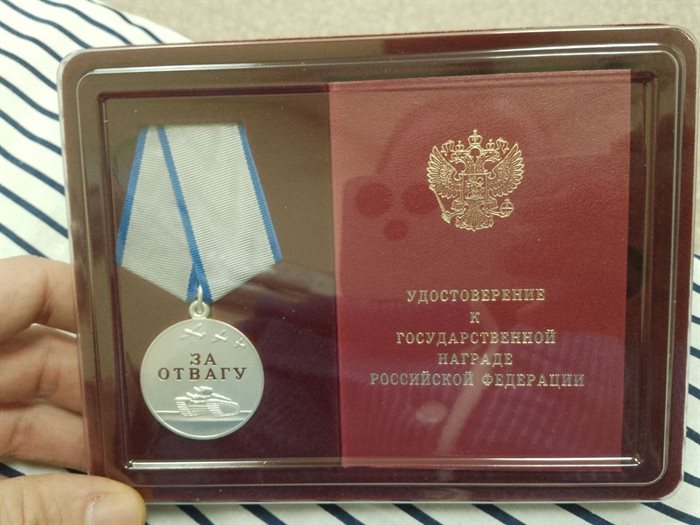 ЗА
ОТВАГУ
УДОСТОВЕРЕНИЕ
К
ГОСУДАРСТВЕННОЙ
НАГРАДЕ
РОССИЙСКОЙ ФЕДЕРАЦИИ